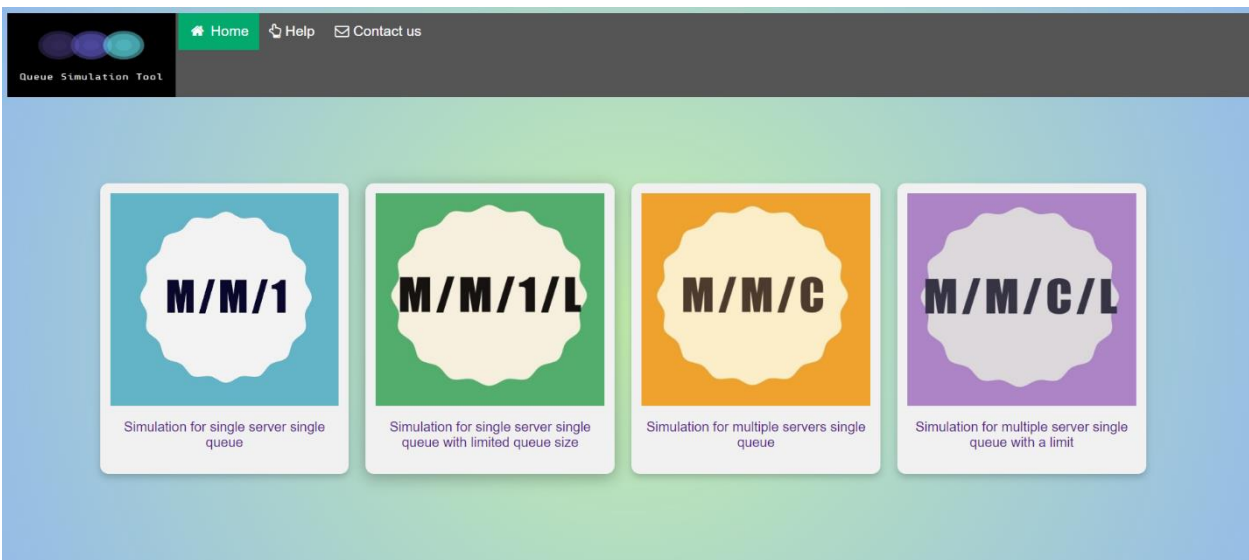 Home Help Contact us
Queue Simulation Tool
M/M/1
M/M/1/L
M/M/C
M/M/C/L
Simulation for single server single
queue
Simulation for single server single
queue with limited queue size
Simulation for multiple servers single
queue
Simulation for multiple server single
queue with a limit